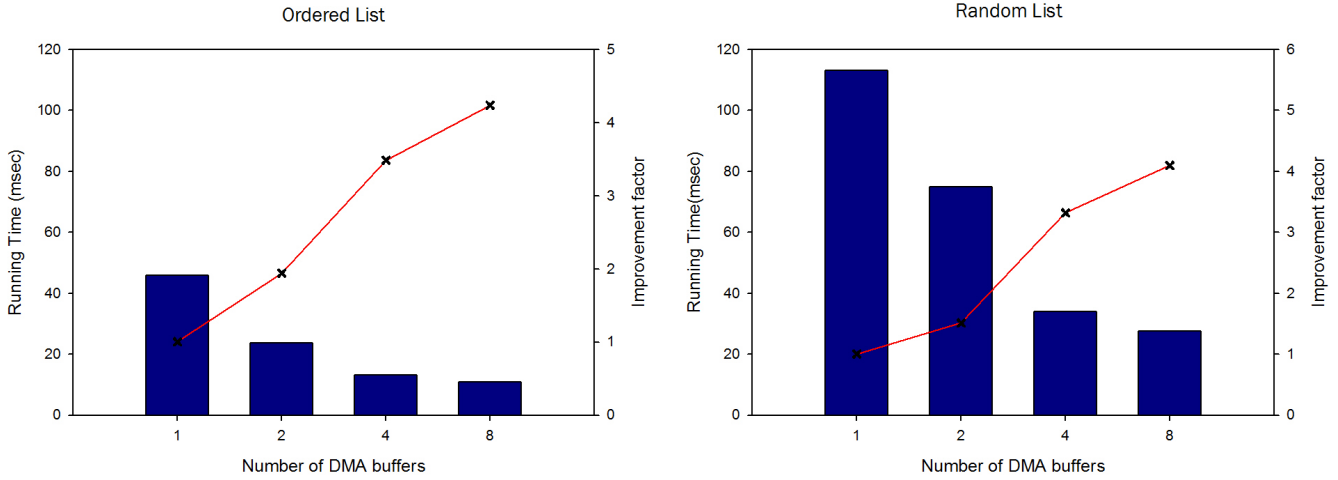 Ordered List
120
100
80
60
40
20
0
Running Time (msec)
5
4
3
2
1
0
Improvement factor
1 2 4 8
Number of DMA buffers
Random List
120
100
80
60
40
20
0
Running Time(msec)
6
5
4
3
2
1
0
Improvement factor
1 2 4 8
Number of DMA buffers